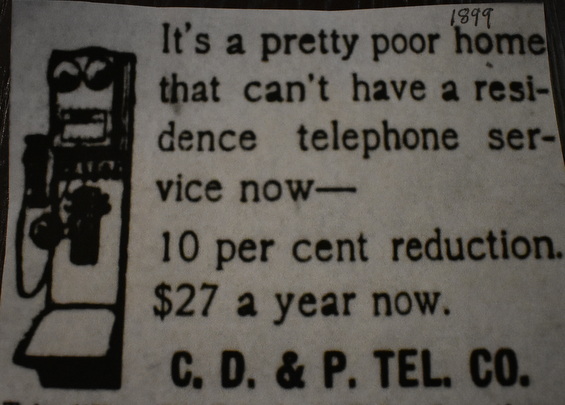 1899
It's a pretty poor home
that can't have a resi-
dence telephone ser-
vice now—
10 per cent reduction.
$27 a year now.
C. D. & P. TEL. CO.